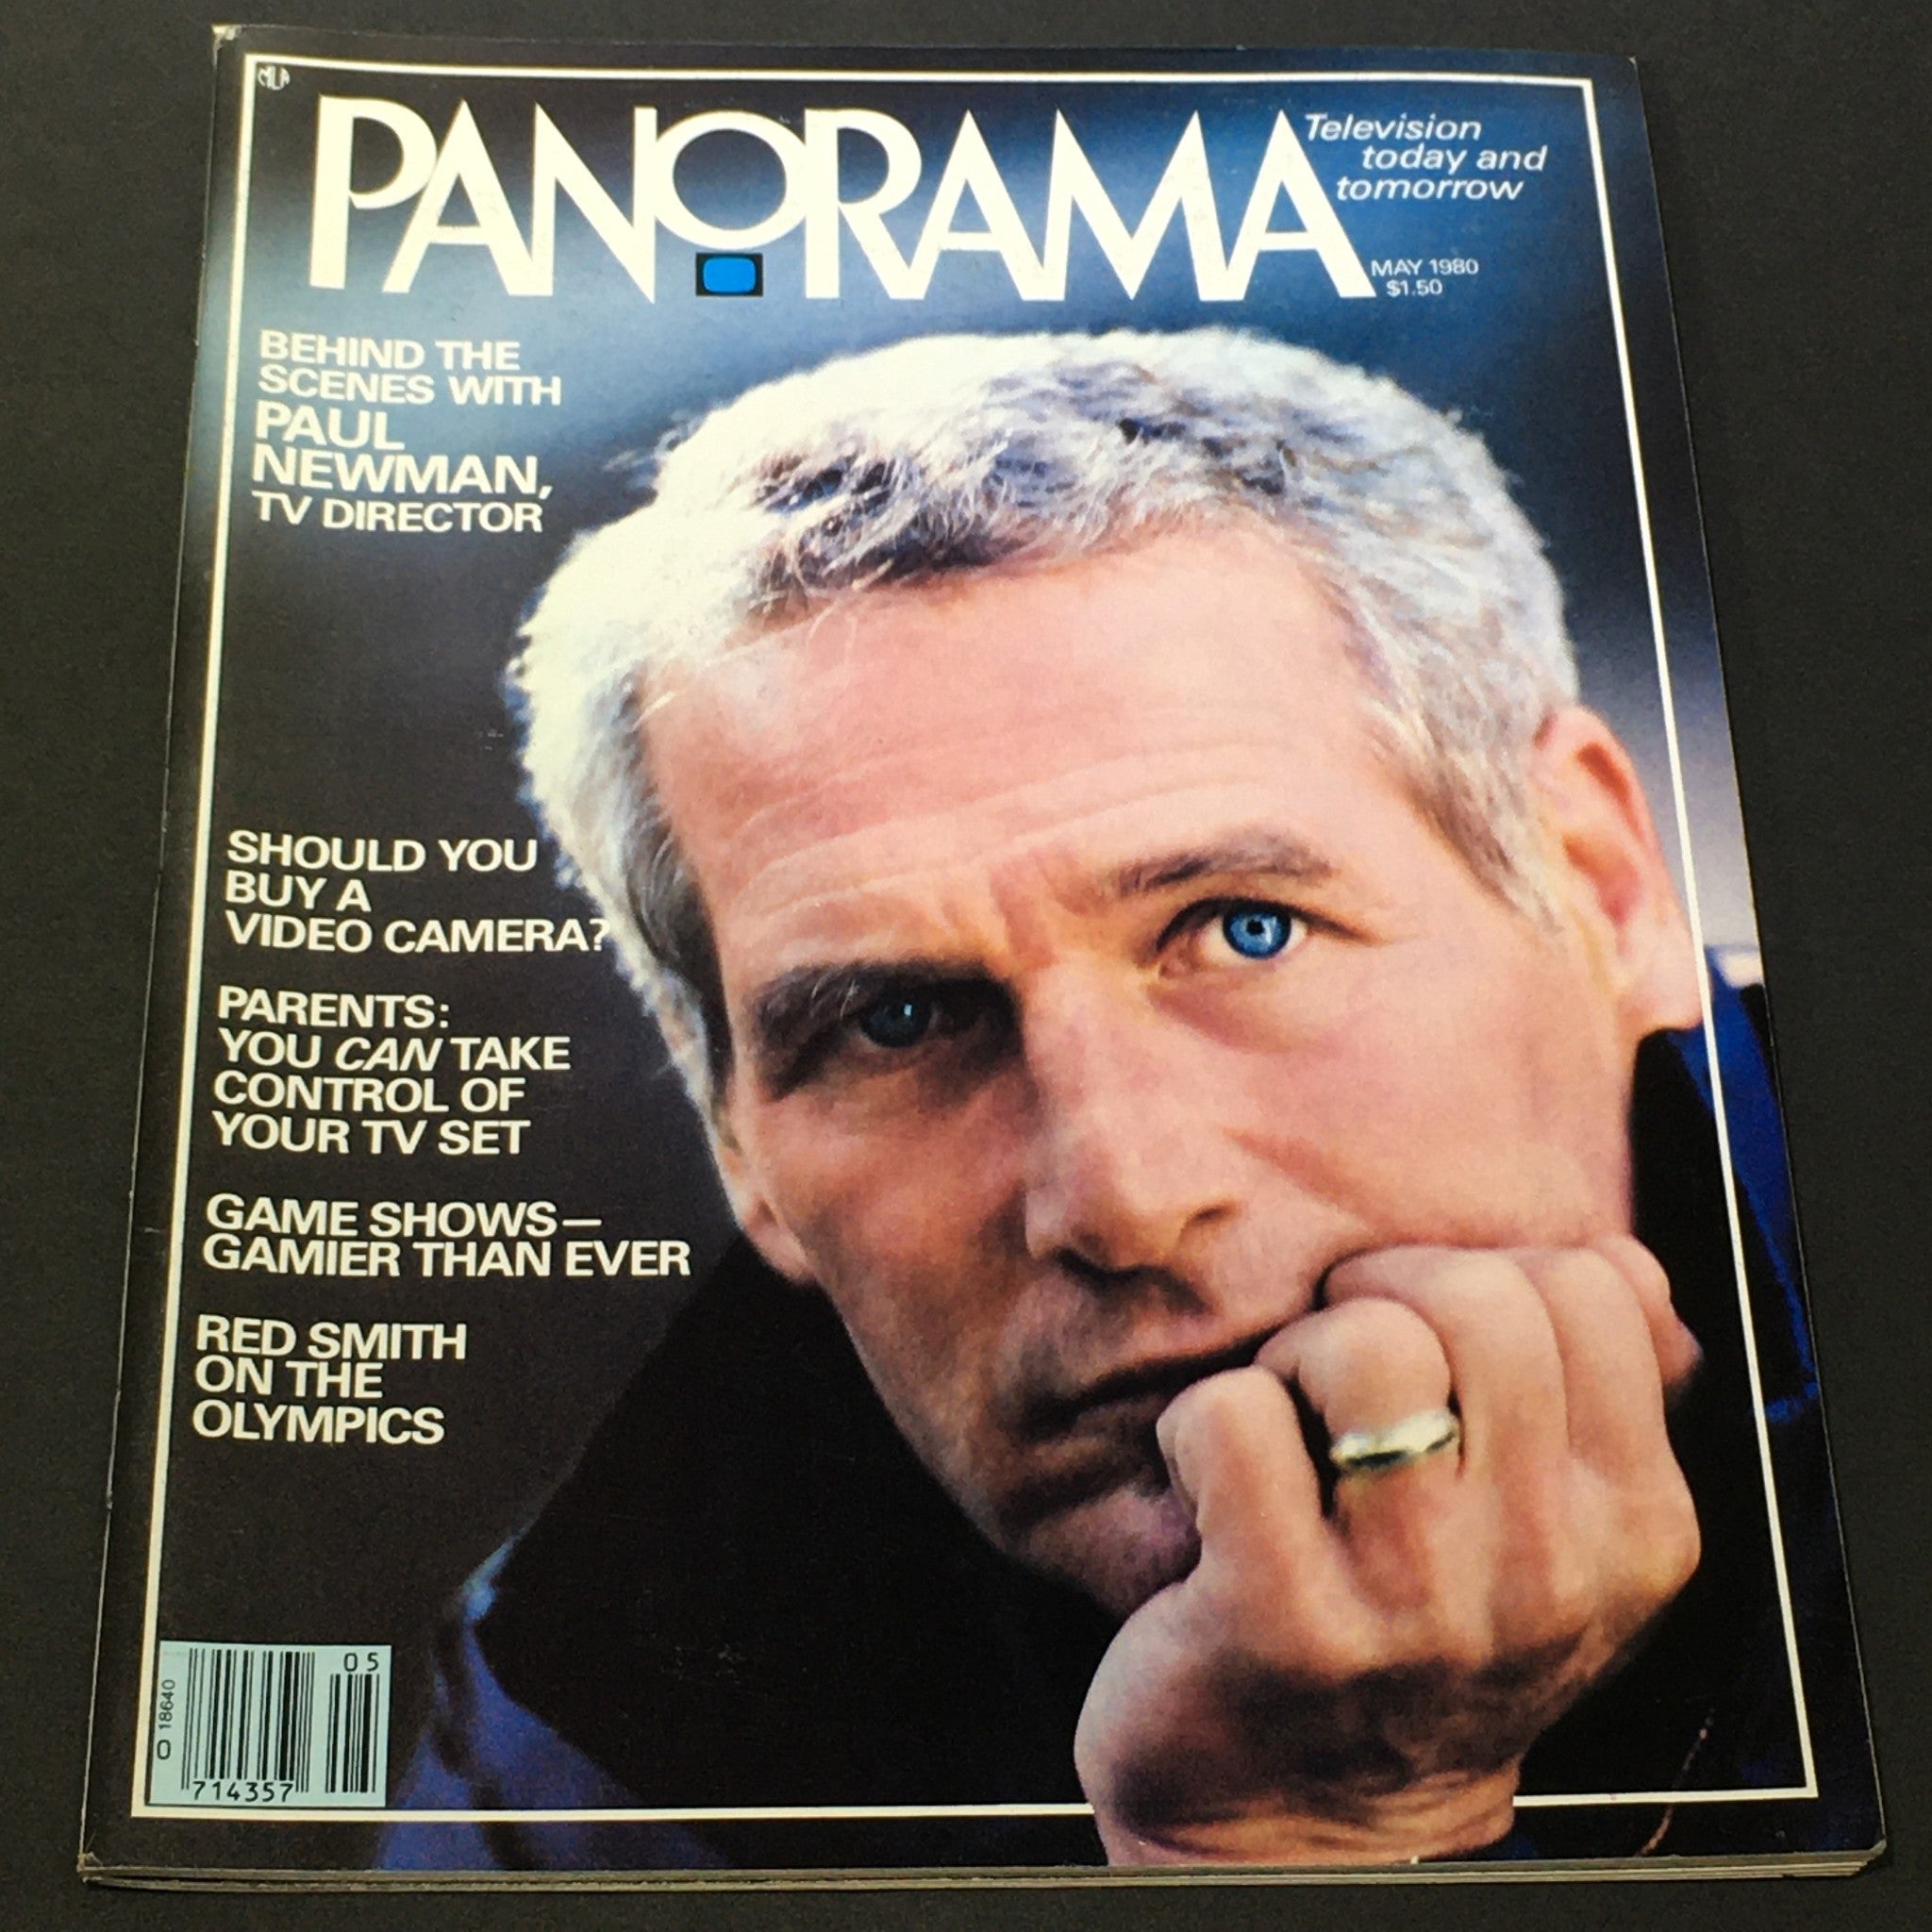 MLA
PANORAMA
Television
today and
tomorrow
MAY 1980
$1.50
BEHIND THE
SCENES WITH
PAUL
NEWMAN,
TV DIRECTOR
SHOULD YOU
BUY A
VIDEO CAMERA?
PARENTS:
YOU CAN TAKE
CONTROL OF
YOUR TV SET
GAME SHOWS—
GAMIER THAN EVER
RED SMITH
ON THE
OLYMPICS
05
0 18640
714357